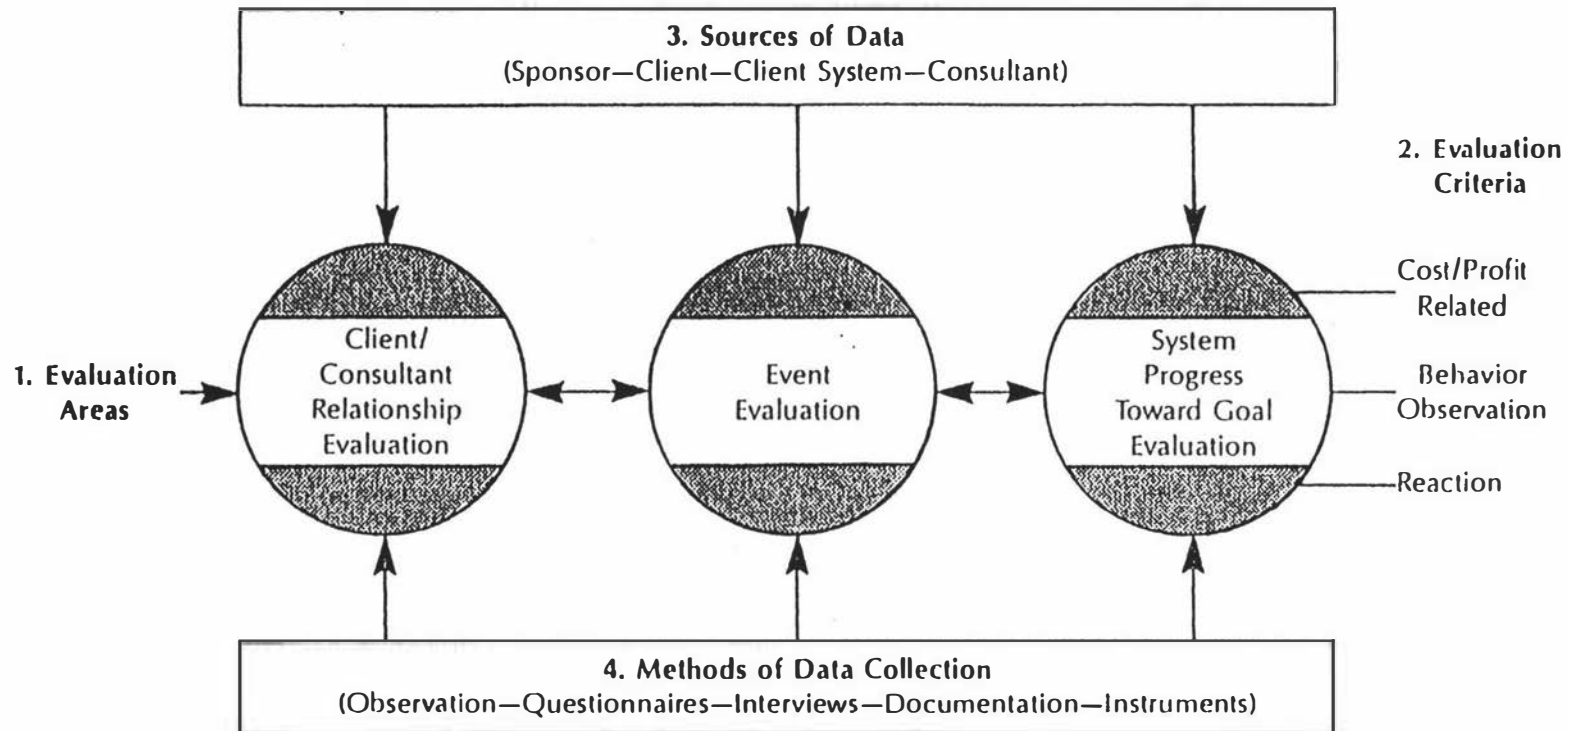 3. Sources of Data
(Sponsor—Client—Client System—Consultant)
2. Evaluation
Criteria
1. Evaluation
Areas
Client/
Consultant
Relationship
Evaluation
Event
Evaluation
System
Progress
Toward Goal
Evaluation
Cost/Profit
Related
Behavior
Observation
Reaction
4. Methods of Data Collection
(Observation—Questionnaires—Interviews—Documentation—Instruments)